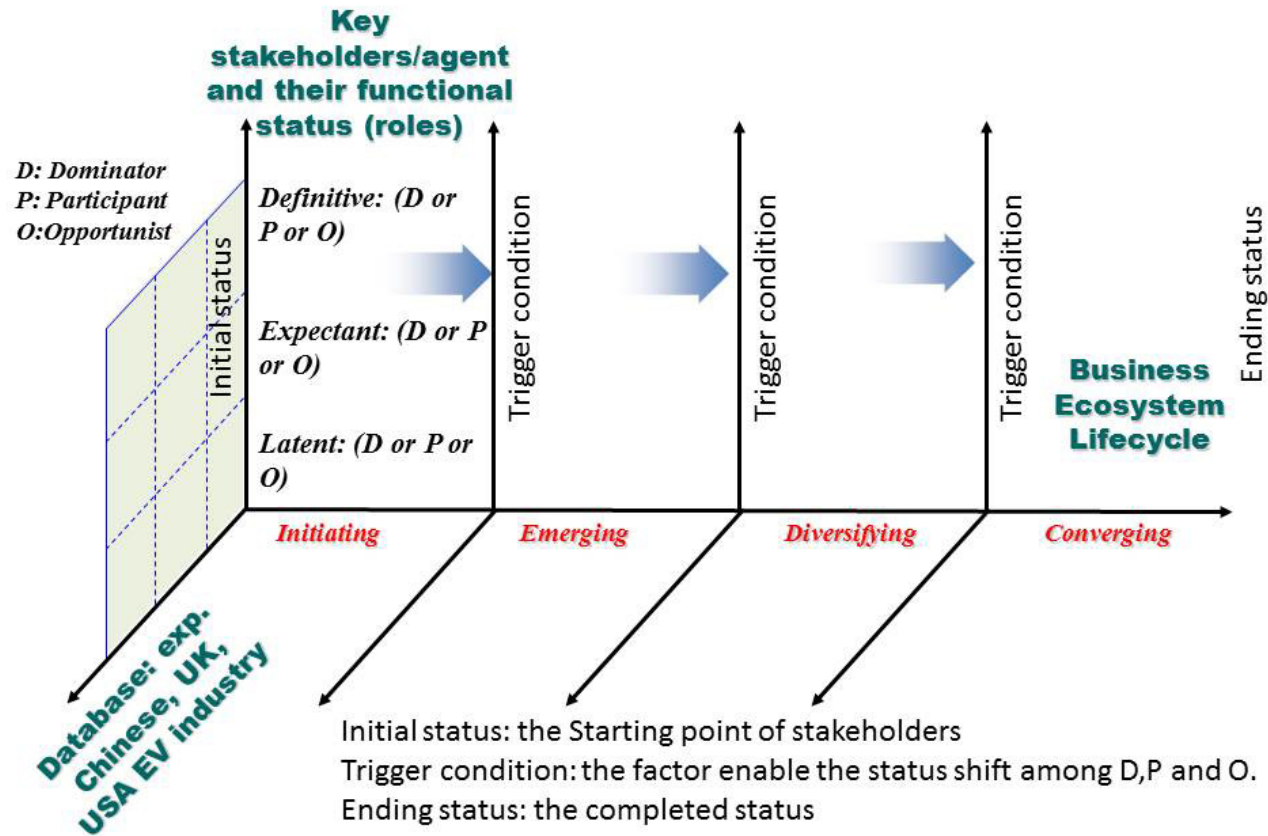 Key
stakeholders/agent
and their functional
status (roles)
D: Dominator
P: Participant
O:Opportunist
Initial status
Definitive: (D or
P or O)
Expectant: (D or P
or O)
Latent: (D or P or
O)
Trigger condition
Trigger condition
Trigger condition
Ending status
Business
Ecosystem
Lifecycle
Initiating
Emerging
Diversifying
Converging
Database: exp.
Chinese, UK,
USA EV industry
Initial status: the Starting point of stakeholders
Trigger condition: the factor enable the status shift among D,P and O.
Ending status: the completed status